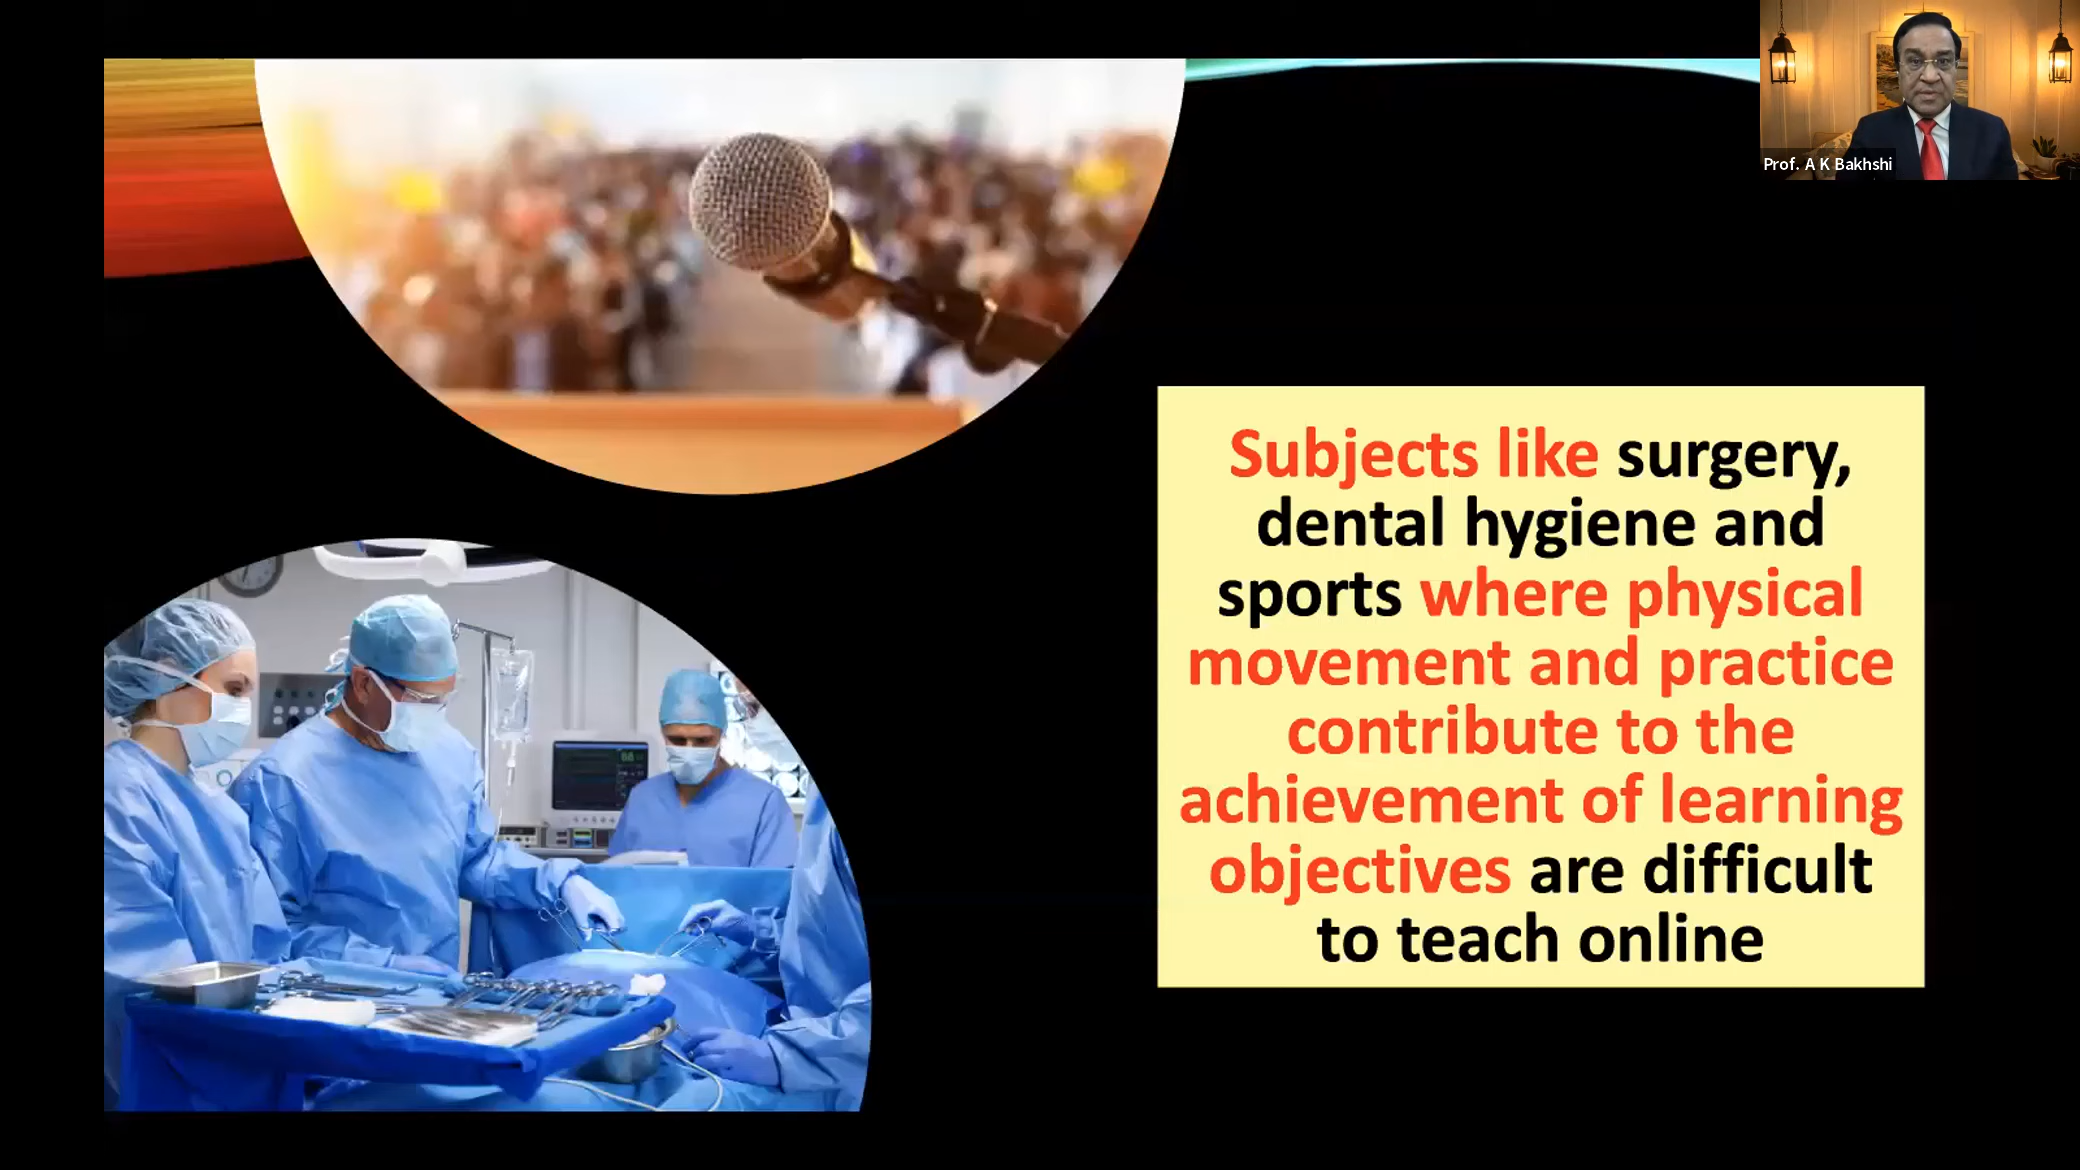 Prof. A K Bakhshi
Subjects like surgery,
dental hygiene and
sports where physical
movement and practice
contribute to the
achievement of learning
objectives are difficult
to teach online